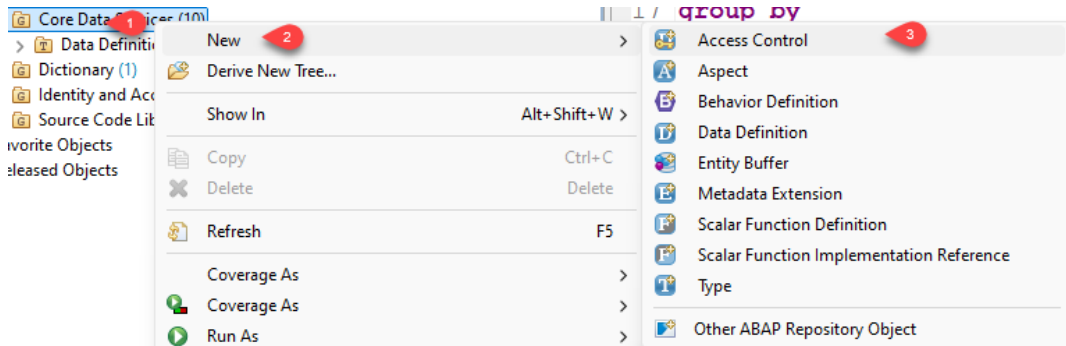 Core Data
ices (10)
1
17 group by
Data Definiti
Dictionary (1)
Identity and Acc
Source Code Lib
avorite Objects
eleased Objects
New
2
Derive New Tree...
Show In Alt+Shift+W
Copy Ctrl+C
Delete Delete
Refresh F5
Coverage As
Coverage As
Run As
Access Control
3
Aspect
Behavior Definition
Data Definition
Entity Buffer
Metadata Extension
Scalar Function Definition
Scalar Function Implementation Reference
Type
Other ABAP Repository Object